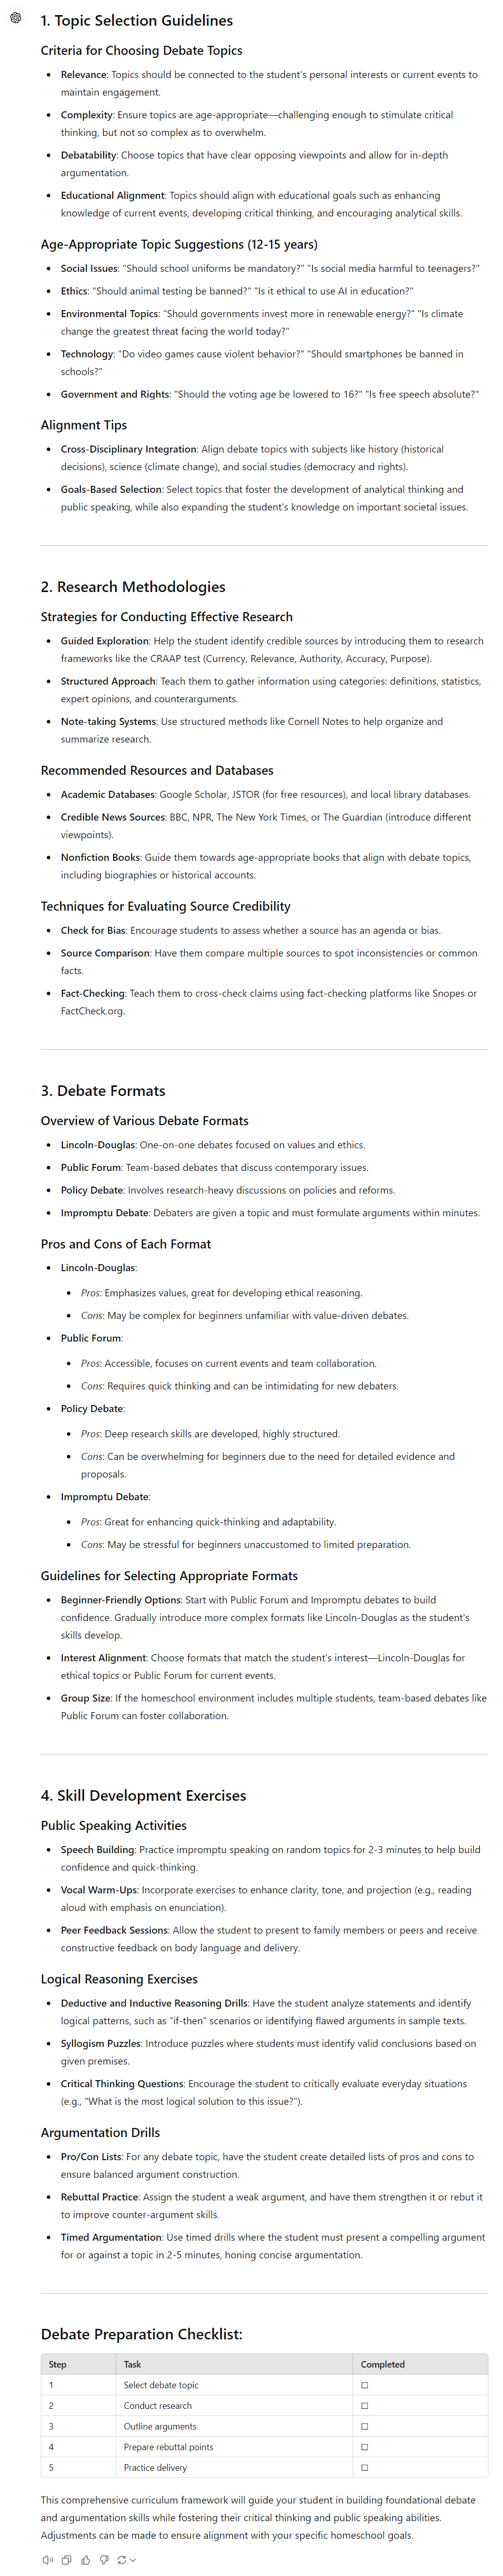 1. Topic Selection Guidelines
Criteria for Choosing Debate Topics
Relevance: Topics should be connected to the student's personal interests or current events to
maintain engagement.
Complexity: Ensure topics are age-appropriate—challenging enough to stimulate critical
thinking, but not so complex as to overwhelm.
Debatability: Choose topics that have clear opposing viewpoints and allow for in-depth
argumentation.
Educational Alignment: Topics should align with educational goals such as enhancing
knowledge of current events, developing critical thinking, and encouraging analytical skills.
Age-Appropriate Topic Suggestions (12-15 years)
Social Issues: "Should school uniforms be mandatory?" "Is social media harmful to teenagers?"
Ethics: "Should animal testing be banned?" "Is it ethical to use AI in education?"
Environmental Topics: "Should governments invest more in renewable energy?" "Is climate
change the greatest threat facing the world today?"
Technology: "Do video games cause violent behavior?" "Should smartphones be banned in
schools?"
Government and Rights: "Should the voting age be lowered to 16?" "Is free speech absolute?"
Alignment Tips
Cross-Disciplinary Integration: Align debate topics with subjects like history (historical
decisions), science (climate change), and social studies (democracy and rights).
Goals-Based Selection: Select topics that foster the development of analytical thinking and
public speaking, while also expanding the student's knowledge on important societal issues.
2. Research Methodologies
Strategies for Conducting Effective Research
Guided Exploration: Help the student identify credible sources by introducing them to research
frameworks like the CRAAP test (Currency, Relevance, Authority, Accuracy, Purpose).
Structured Approach: Teach them to gather information using categories: definitions, statistics,
expert opinions, and counterarguments.
Note-taking Systems: Use structured methods like Cornell Notes to help organize and
summarize research.
Recommended Resources and Databases
Academic Databases: Google Scholar, JSTOR (for free resources), and local library databases.
Credible News Sources: BBC, NPR, The New York Times, or The Guardian (introduce different
viewpoints).
Nonfiction Books: Guide them towards age-appropriate books that align with debate topics,
including biographies or historical accounts.
Techniques for Evaluating Source Credibility
Check for Bias: Encourage students to assess whether a source has an agenda or bias.
Source Comparison: Have them compare multiple sources to spot inconsistencies or common
facts.
Fact-Checking: Teach them to cross-check claims using fact-checking platforms like Snopes or
FactCheck.org.
3. Debate Formats
Overview of Various Debate Formats
Lincoln-Douglas: One-on-one debates focused on values and ethics.
Public Forum: Team-based debates that discuss contemporary issues.
Policy Debate: Involves research-heavy discussions on policies and reforms.
Impromptu Debate: Debaters are given a topic and must formulate arguments within minutes.
Pros and Cons of Each Format
Lincoln-Douglas:
Pros: Emphasizes values, great for developing ethical reasoning.
Cons: May be complex for beginners unfamiliar with value-driven debates.
Public Forum:
Pros: Accessible, focuses on current events and team collaboration.
Cons: Requires quick thinking and can be intimidating for new debaters.
Policy Debate:
Pros: Deep research skills are developed, highly structured.
Cons: Can be overwhelming for beginners due to the need for detailed evidence and
proposals.
Impromptu Debate:
Pros: Great for enhancing quick-thinking and adaptability.
Cons: May be stressful for beginners unaccustomed to limited preparation.
Guidelines for Selecting Appropriate Formats
Beginner-Friendly Options: Start with Public Forum and Impromptu debates to build
confidence. Gradually introduce more complex formats like Lincoln-Douglas as the student's
skills develop.
Interest Alignment: Choose formats that match the student's interest—Lincoln-Douglas for
ethical topics or Public Forum for current events.
Group Size: If the homeschool environment includes multiple students, team-based debates like
Public Forum can foster collaboration.
4. Skill Development Exercises
Public Speaking Activities
Speech Building: Practice impromptu speaking on random topics for 2-3 minutes to help build
confidence and quick-thinking.
Vocal Warm-Ups: Incorporate exercises to enhance clarity, tone, and projection (e.g., reading
aloud with emphasis on enunciation).
Peer Feedback Sessions: Allow the student to present to family members or peers and receive
constructive feedback on body language and delivery.
Logical Reasoning Exercises
Deductive and Inductive Reasoning Drills: Have the student analyze statements and identify
logical patterns, such as "if-then" scenarios or identifying flawed arguments in sample texts.
Syllogism Puzzles: Introduce puzzles where students must identify valid conclusions based on
given premises.
Critical Thinking Questions: Encourage the student to critically evaluate everyday situations
(e.g., "What is the most logical solution to this issue?").
Argumentation Drills
Pro/Con Lists: For any debate topic, have the student create detailed lists of pros and cons to
ensure balanced argument construction.
Rebuttal Practice: Assign the student a weak argument, and have them strengthen it or rebut it
to improve counter-argument skills.
Timed Argumentation: Use timed drills where the student must present a compelling argument
for or against a topic in 2-5 minutes, honing concise argumentation.
Debate Preparation Checklist:
Step Task Completed
1 Select debate topic ☐
2 Conduct research ☐
3 Outline arguments ☐
4 Prepare rebuttal points ☐
5 Practice delivery ☐
This comprehensive curriculum framework will guide your student in building foundational debate
and argumentation skills while fostering their critical thinking and public speaking abilities.
Adjustments can be made to ensure alignment with your specific homeschool goals.